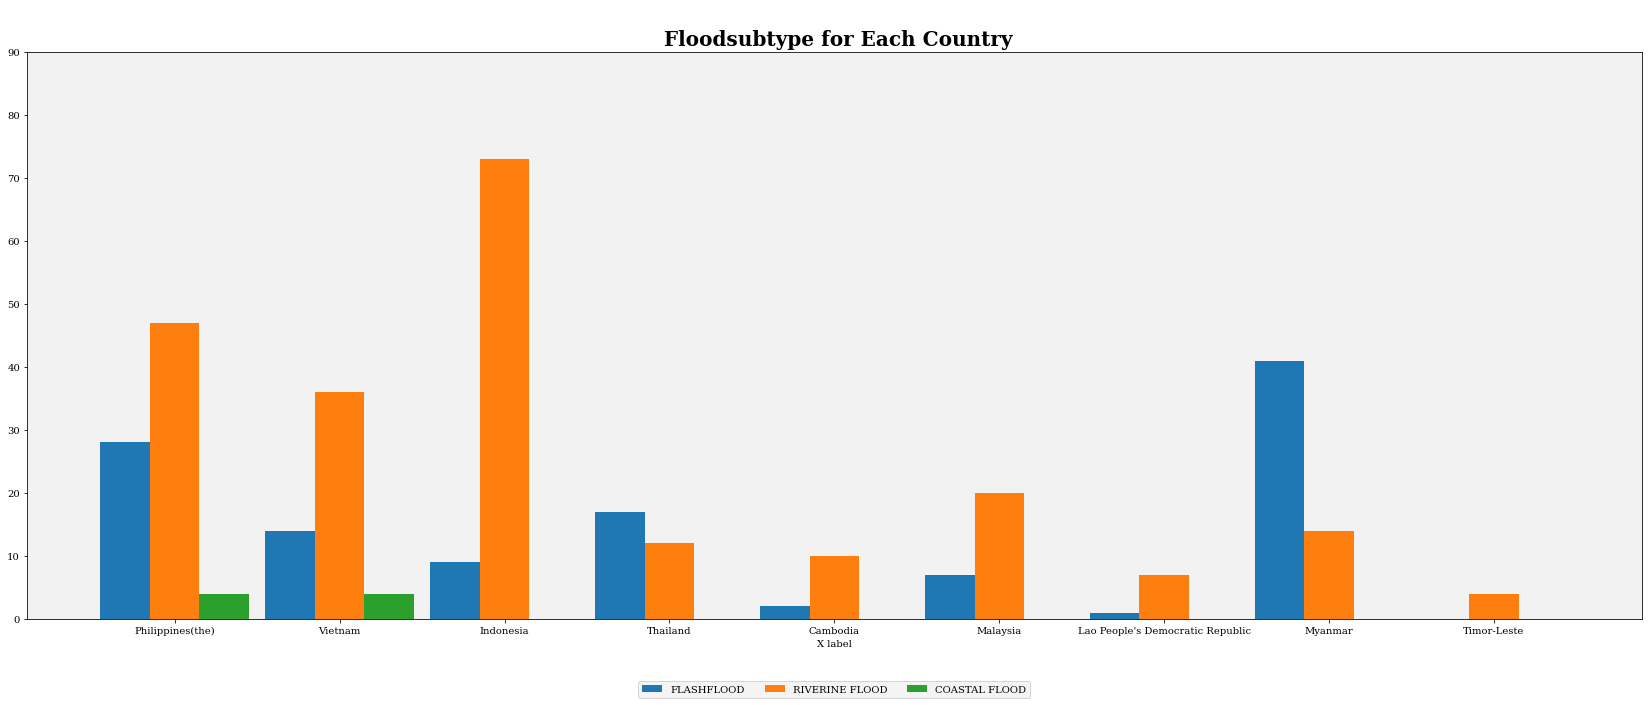 Floodsubtype for Each Country
90
80
70
60
50
40
30
20
10
0
Philippines(the) Vietnam Indonesia Thailand Cambodia Malaysia Lao People's Democratic Republic Myanmar Timor-Leste
X label
FLASHFLOOD RIVERINE FLOOD COASTAL FLOOD